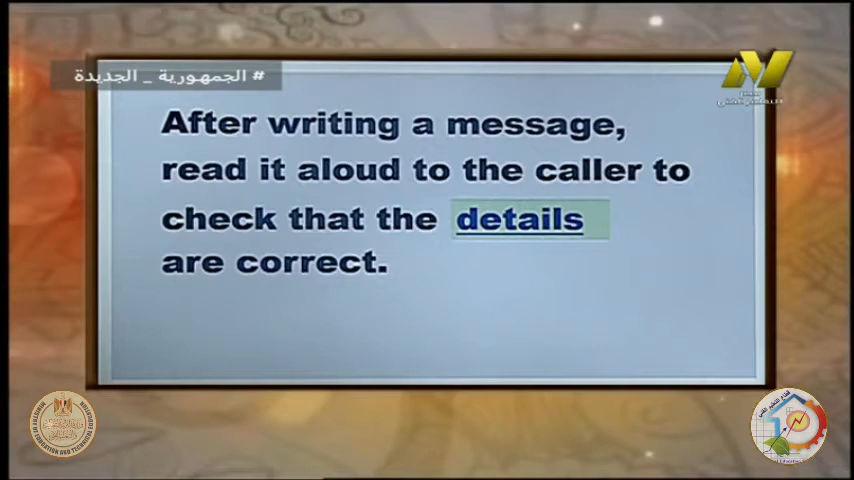 # الجمهورية _ الجديدة
After writing a message,
read it aloud to the caller to
check that the details
are correct.